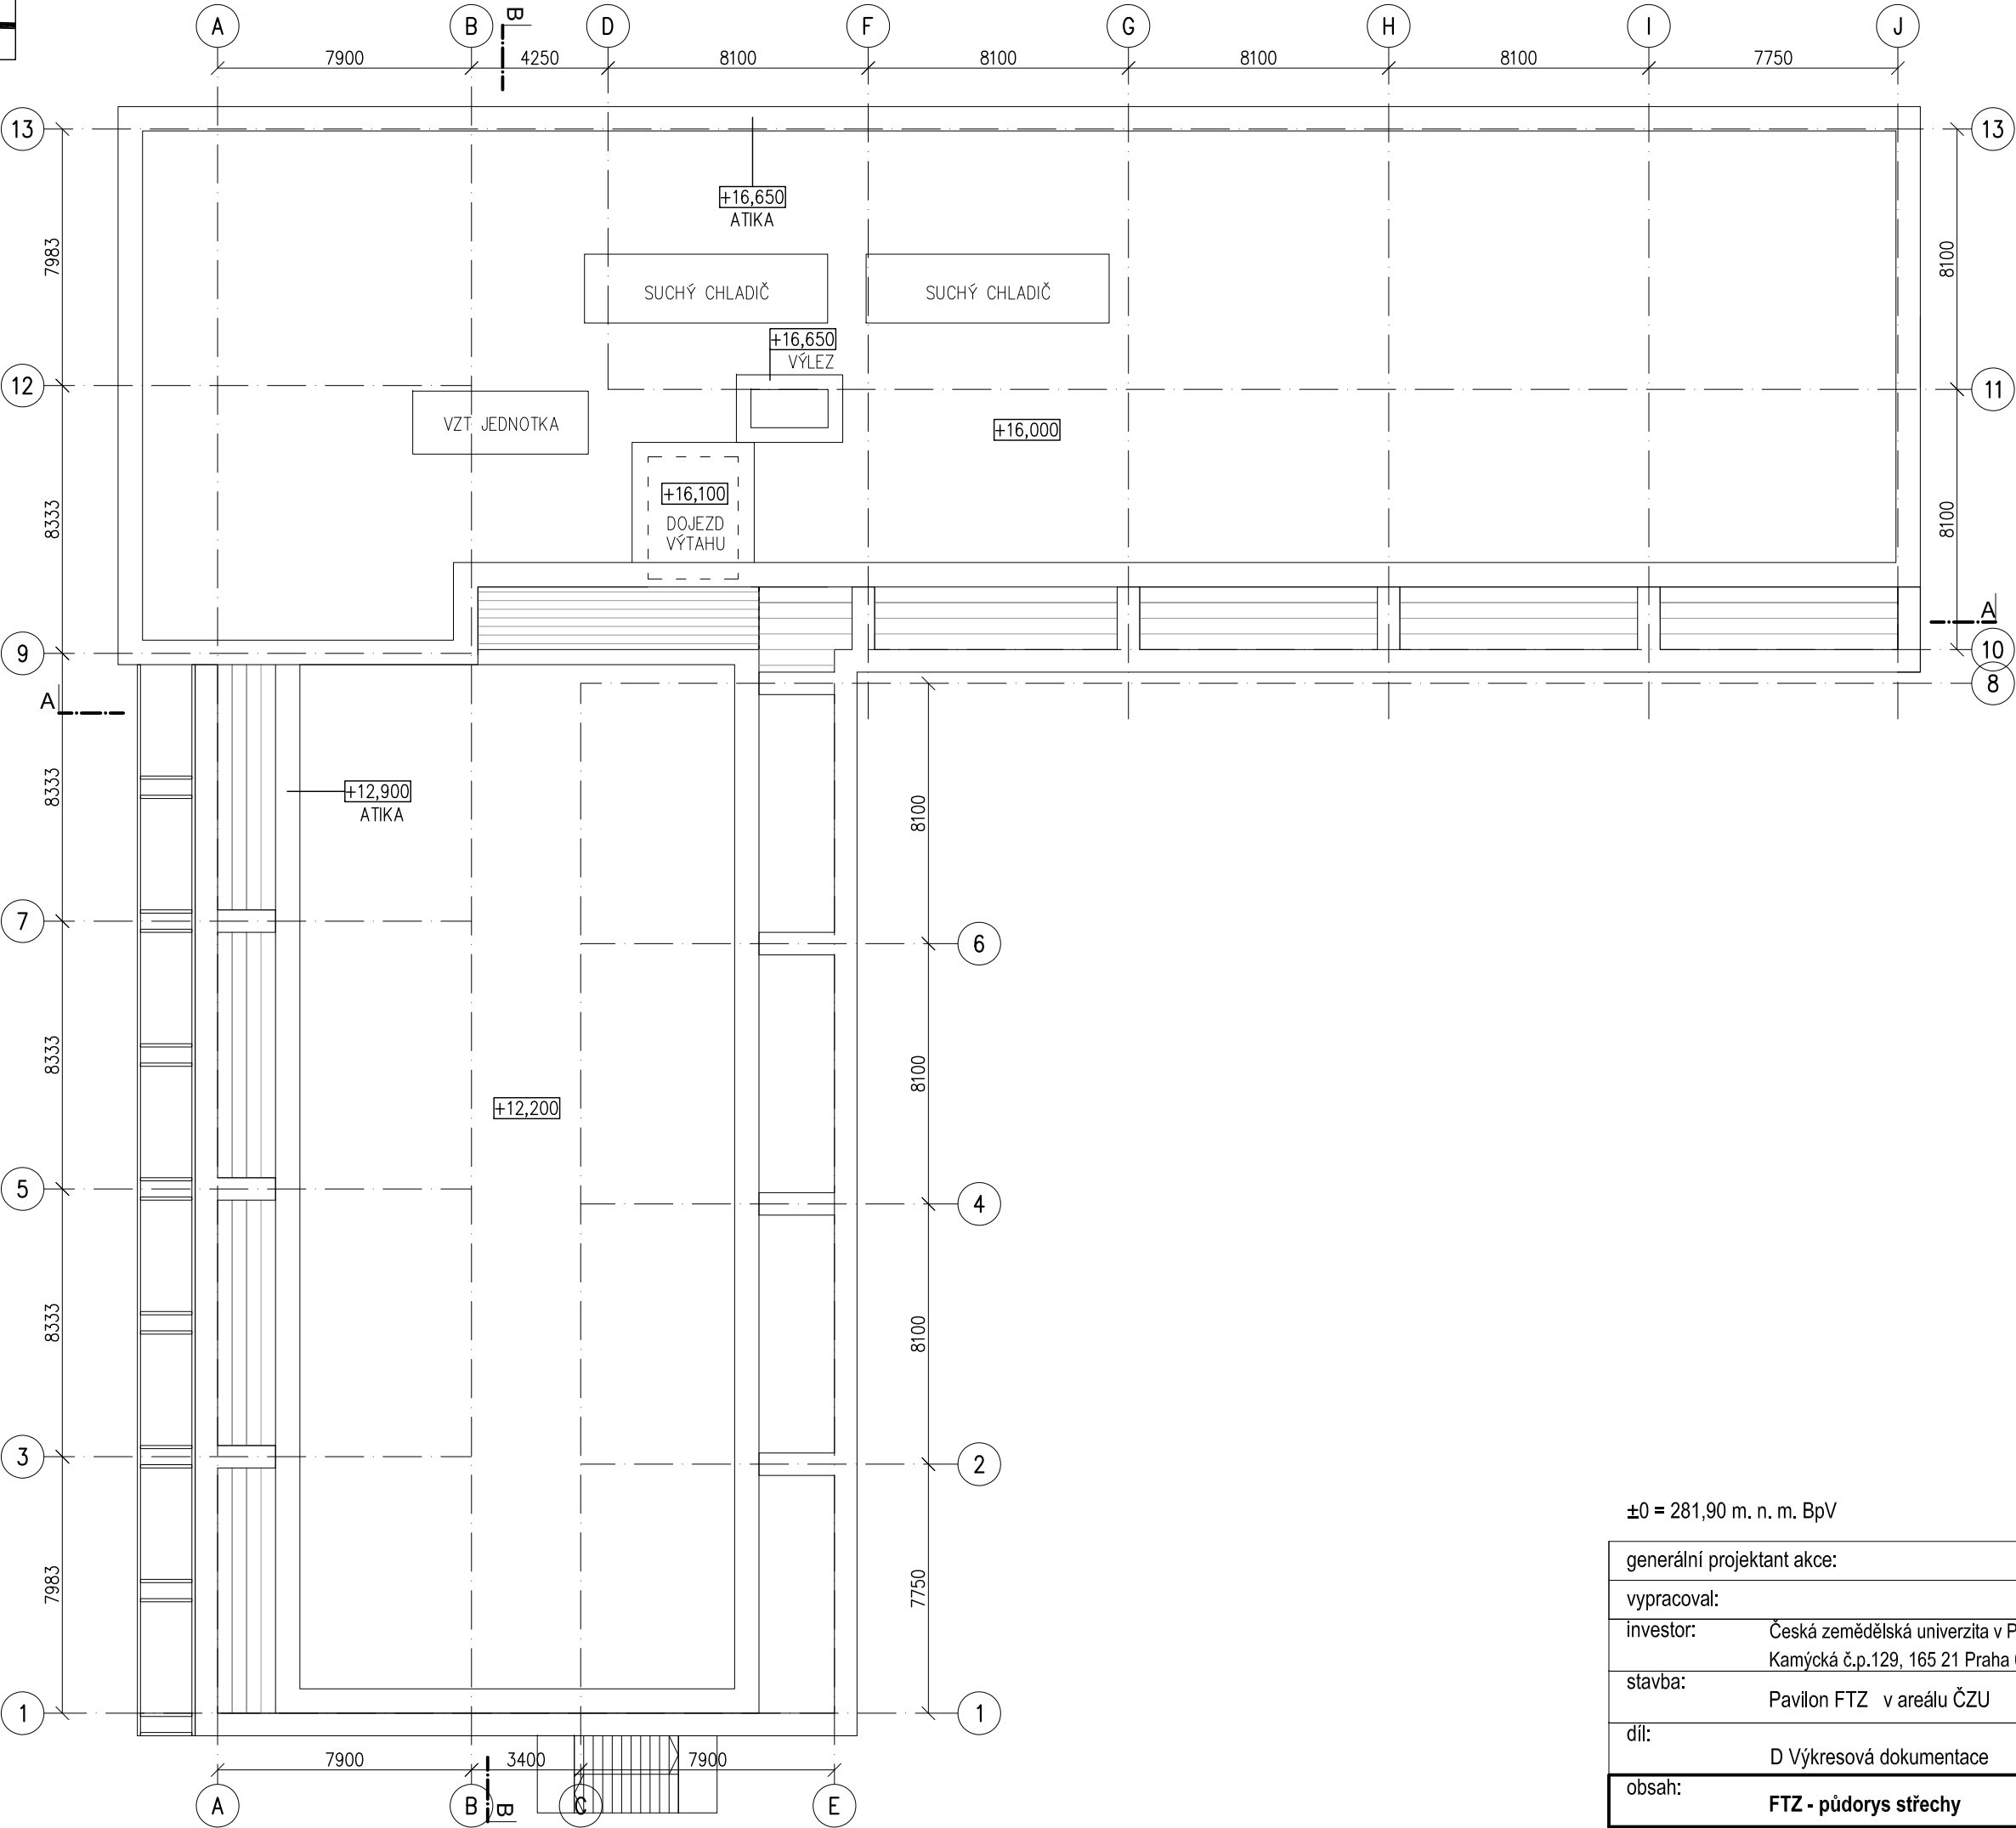 A B D F G H I J
B
7900 4250 8100 8100 8100 8100 7750
13 13
+16,650
ATIKA
7983 8100
SUCHÝ CHLADIČ SUCHÝ CHLADIČ
+16,650
VÝLEZ
12 11
VZT JEDNOTKA
+16,000
+16,100
DOJEZD
VÝTAHU
8333 8100
A
9 10
8
A
8333 8100
+12,900
ATIKA
7 6
8333 8100
+12,200
5 4
8333 8100
3 2
7983 7750
1 1
7900 3400 7900
A B C E
B
±0 = 281,90 m. n. m. BpV
generální projektant akce:
vypracoval:
investor: Česká zemědělská univerzita v
Kamýcká č.p.129, 165 21 Praha
stavba:
Pavilon FTZ v areálu ČZU
díl:
D Výkresová dokumentace
obsah:
FTZ - půdorys střechy